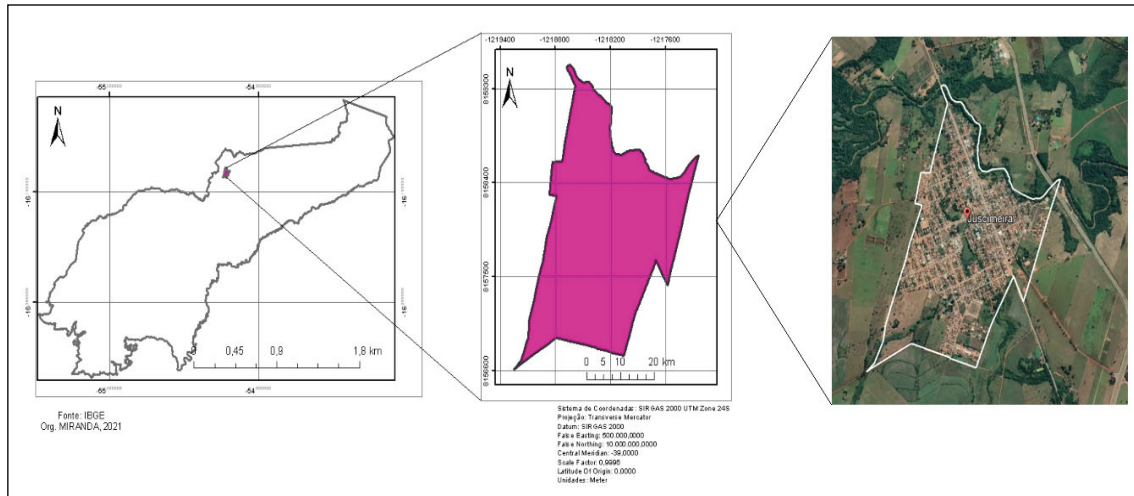 -55°
-54°
N
-16°
-16°
-16°
-16°
0,45
0,9
1,8 km
-55°
-54°
Fonte: IBGE
Org. MIRANDA, 2021
-1219400
-1218800
-1218200
-1217600
N
8159300
8158400
8157500
8156600
0 5 10 20 km
Sistema de Coordenadas: SIRGAS 2000 UTM Zone 24S
Projeção: Transverse Mercator
Datum: SIRGAS 2000
False Easting: 500.000,0000
False Northing: 10.000.000,0000
Central Meridian: -39,0000
Scale Factor: 0,9996
Latitude Of Origin: 0,0000
Unidades: Meter
Juscimeira